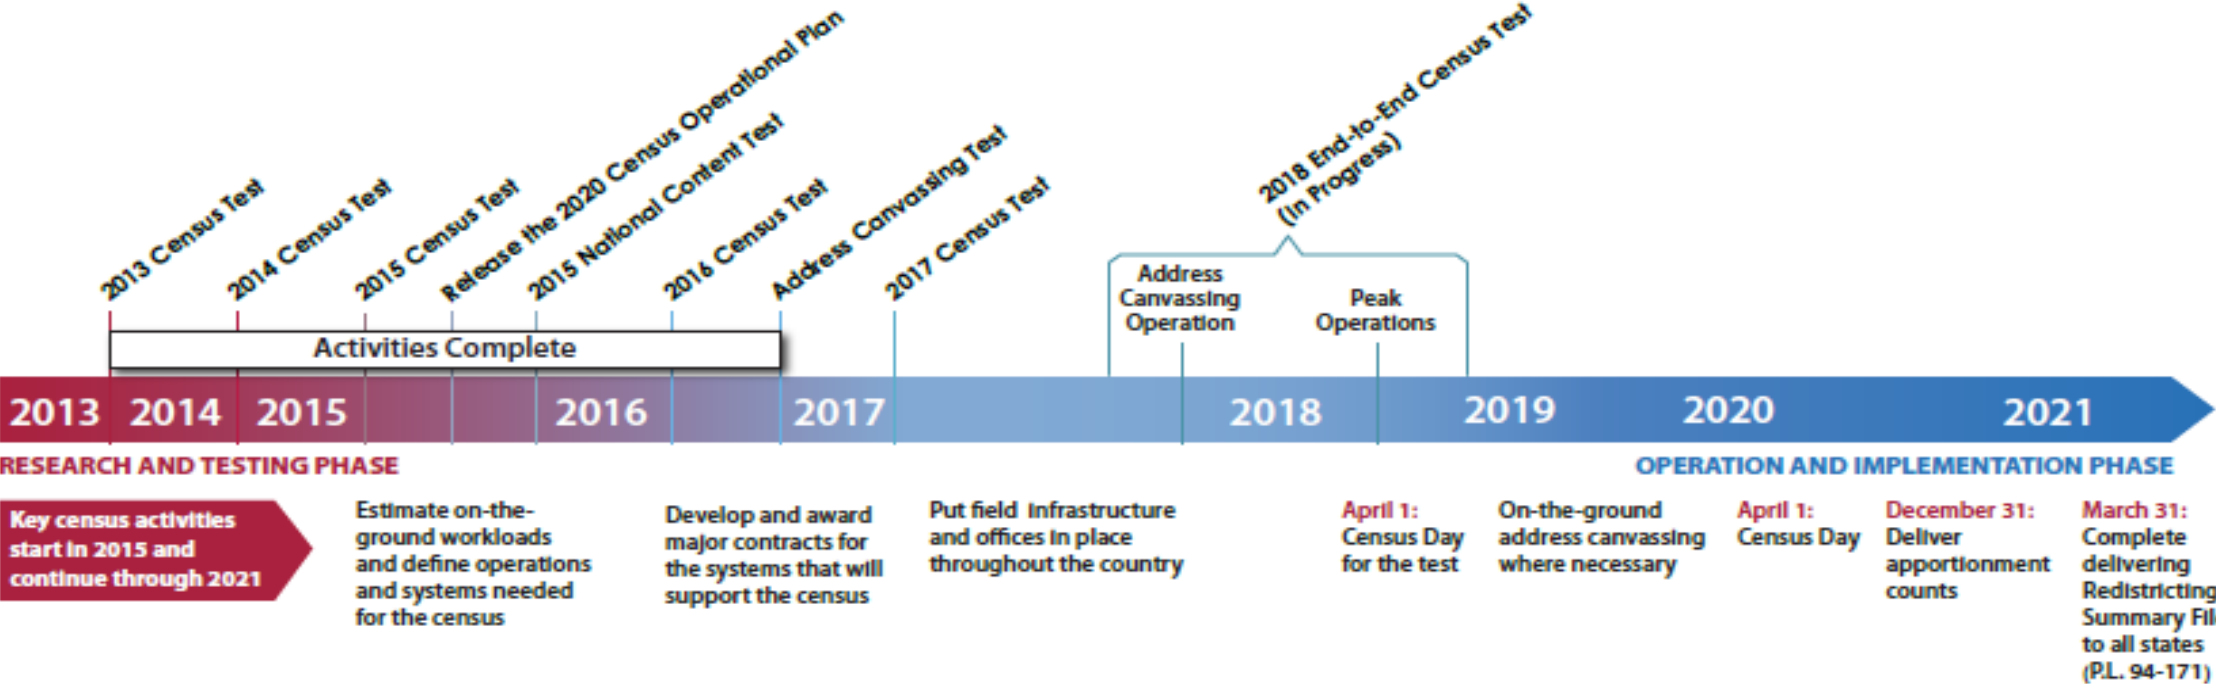 2013 Census Test
2014 Census Test
2015 Census Test
Release the 2020 Census Operational Plan
2015 National Content Test
2016 Census Test
Address Canvassing Test
2017 Census Test
2018 End-to-End Census Test
(In Progress)
Address
Canvassing
Operation
Peak
Operations
Activities Complete
2013 2014 2015 2016 2017 2018 2019 2020 2021
RESEARCH AND TESTING PHASE
OPERATION AND IMPLEMENTATION PHASE
Key census activities
start in 2015 and
continue through 2021
Estimate on-the-
ground workloads
and define operations
and systems needed
for the census
Develop and award
major contracts for
the systems that will
support the census
Put field infrastructure
and offices in place
throughout the country
April 1:
Census Day
for the test
On-the-ground
address canvassing
where necessary
April 1:
Census Day
December 31:
Deliver
apportionment
counts
March 31:
Complete
delivering
Redistricting
Summary Fil
to all states
(P.L. 94-171)